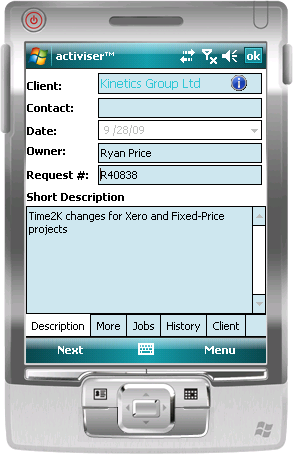 activiser™ ok
Client: Kinetics Group Ltd
Contact:
Date: 9 /28/09
Owner: Ryan Price
Request #: R40838
Short Description
Time2K changes for Xero and Fixed-Price
projects
Description More Jobs History Client
Next Menu